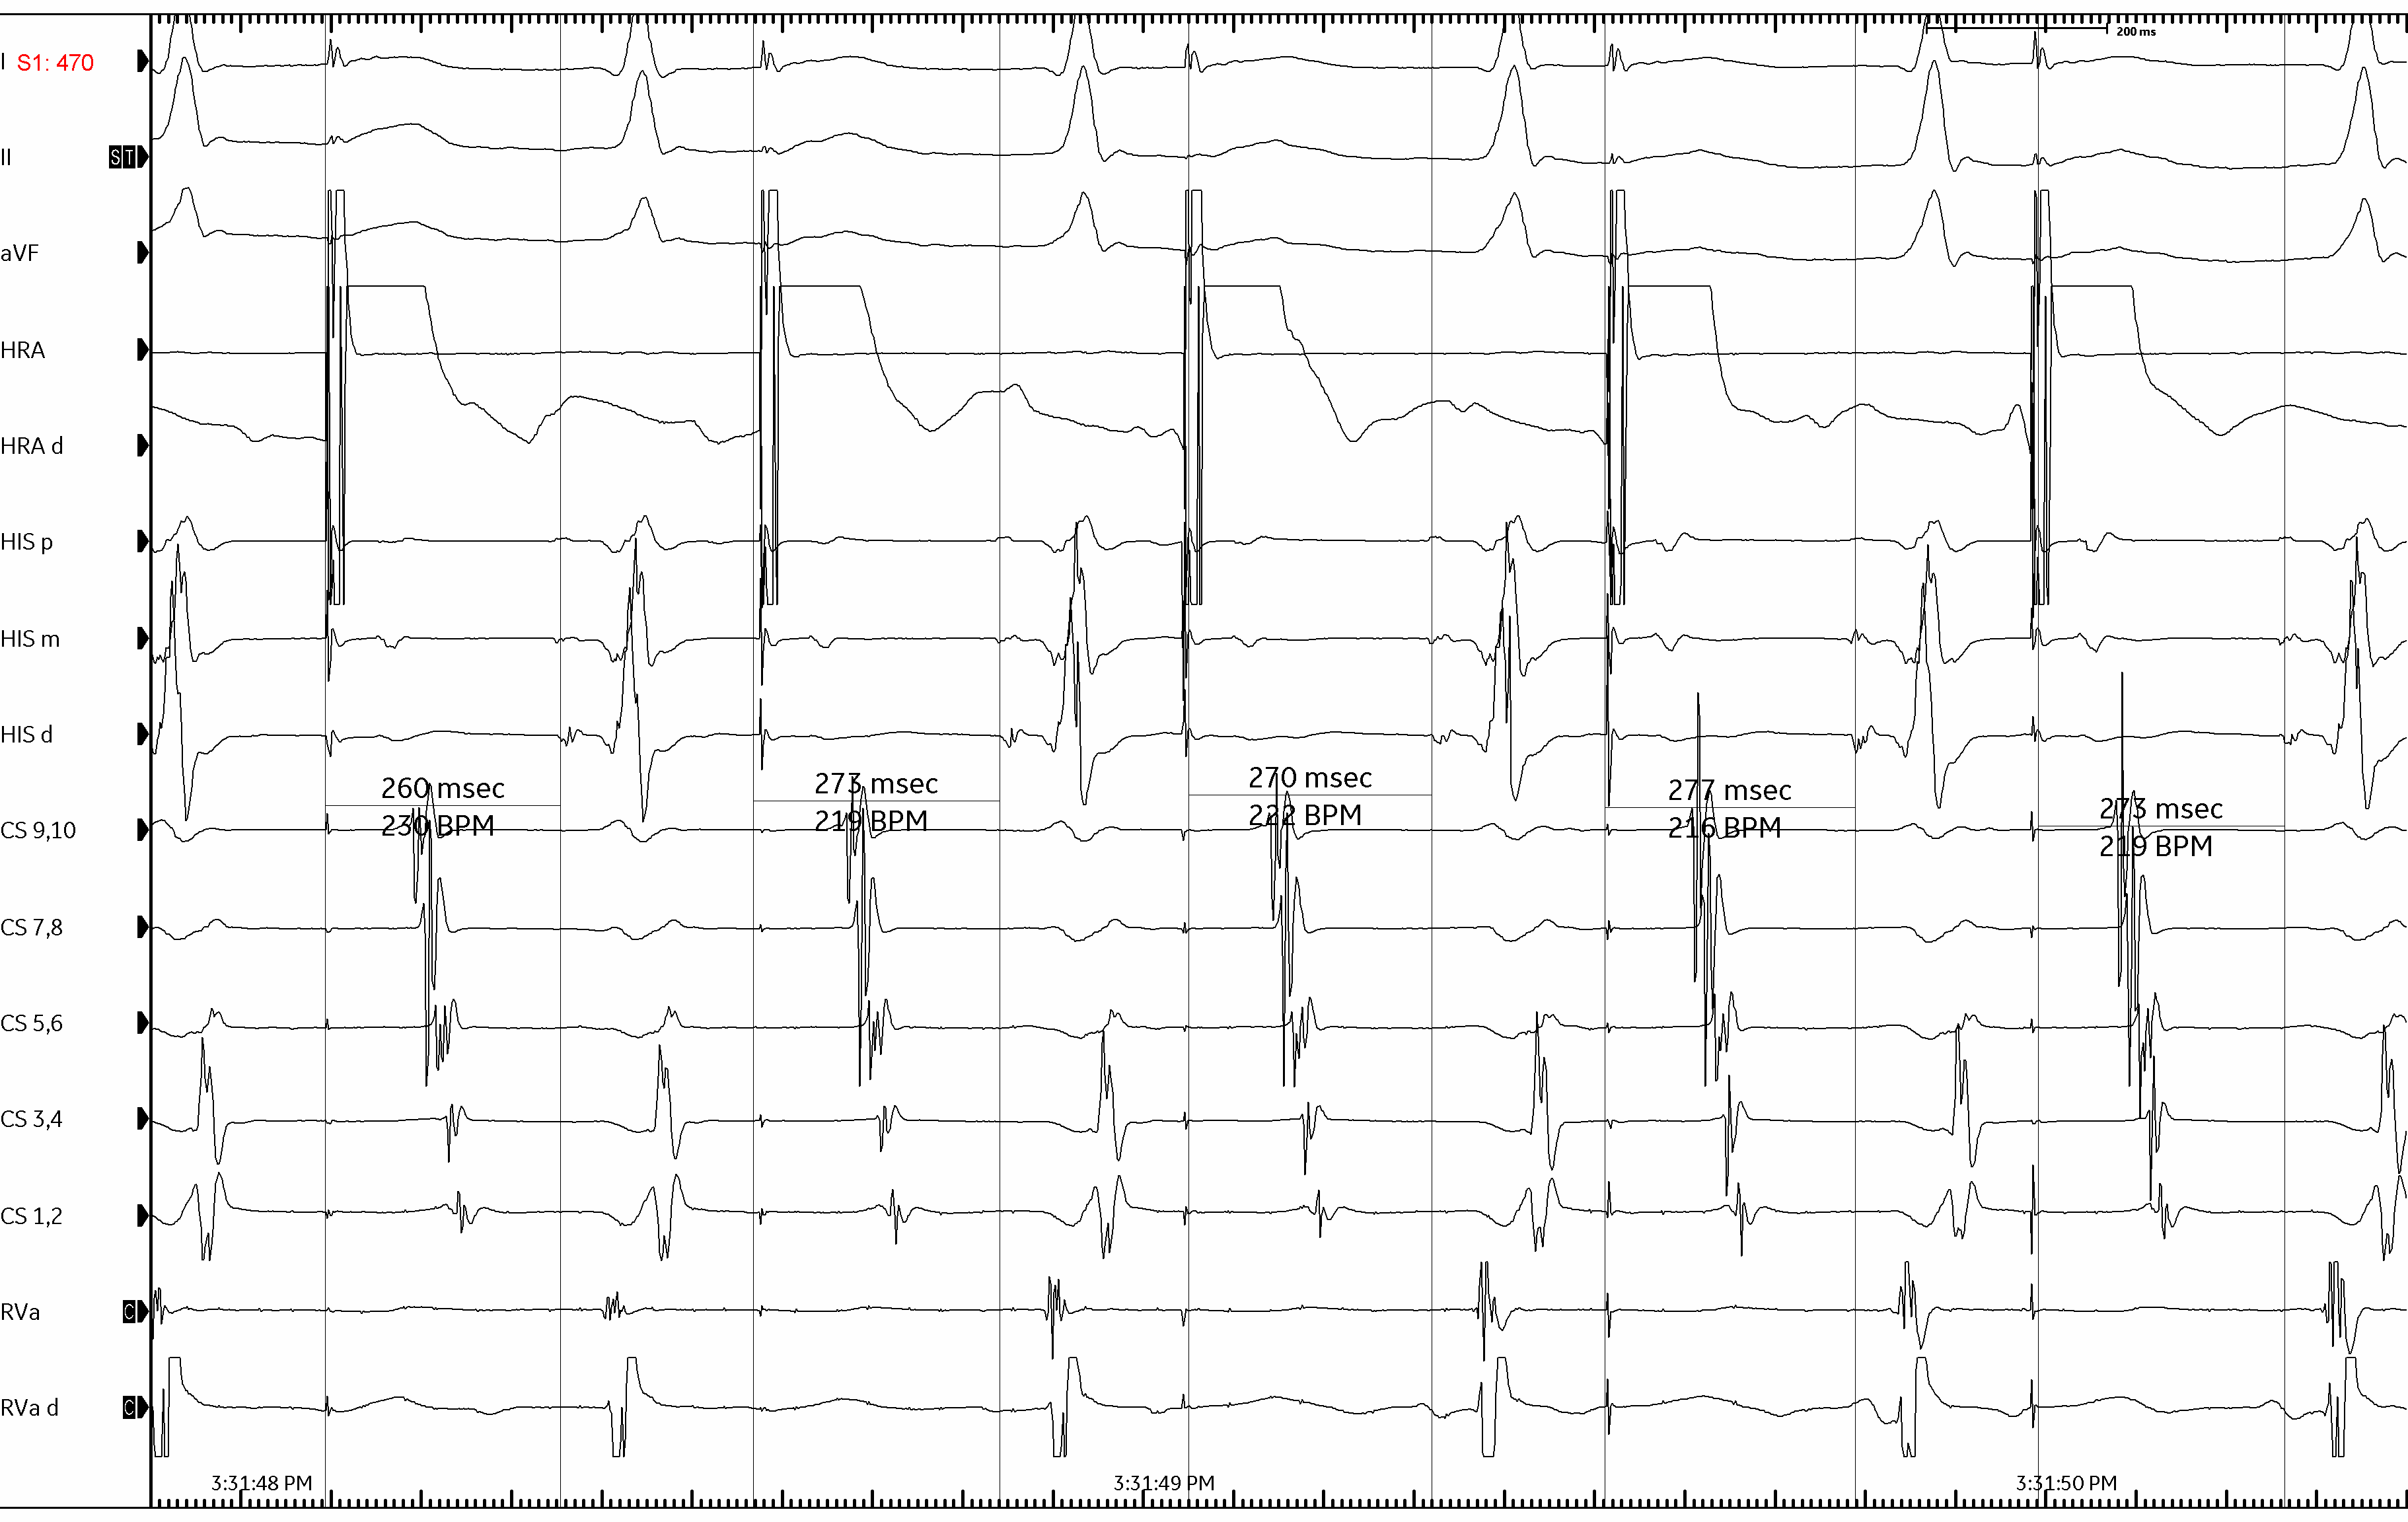 I S1: 470
200 ms
II ST
aVF
HRA
HRA d
HIS p
HIS m
HIS d
260 msec
230 BPM
273 msec
219 BPM
270 msec
222 BPM
277 msec
216 BPM
273 msec
219 BPM
CS 9,10
CS 7,8
CS 5,6
CS 3,4
CS 1,2
RVa C
RVa d C
3:31:48 PM
3:31:49 PM
3:31:50 PM